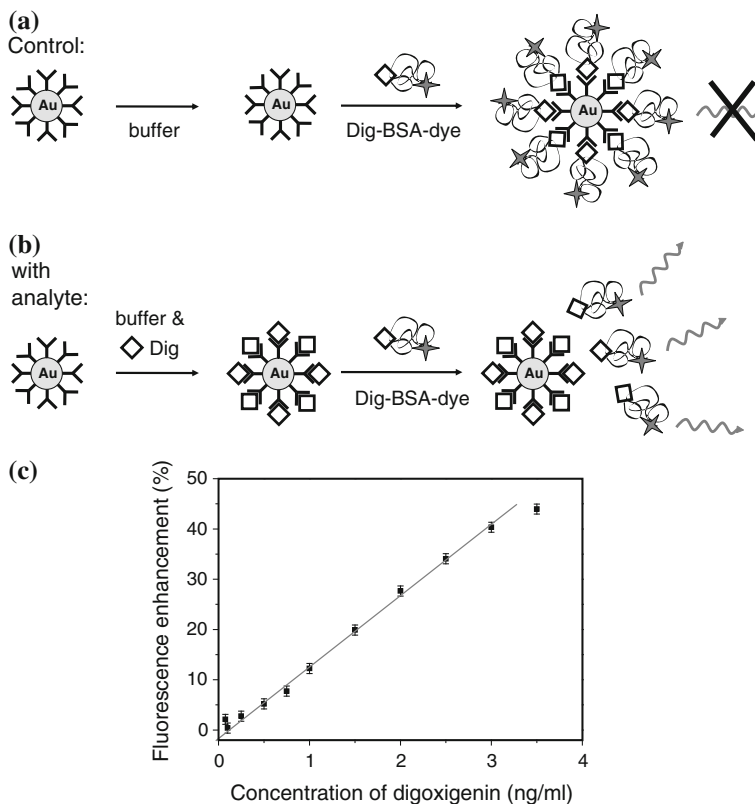 (a)
Control:
Au
buffer
Au
Dig-BSA-dye
Au
(b)
with
analyte:
Au
buffer &
Dig
Au
Dig-BSA-dye
Au
(c)
Fluorescence enhancement (%)
50
40
30
20
10
0
0 1 2 3 4
Concentration of digoxigenin (ng/ml)